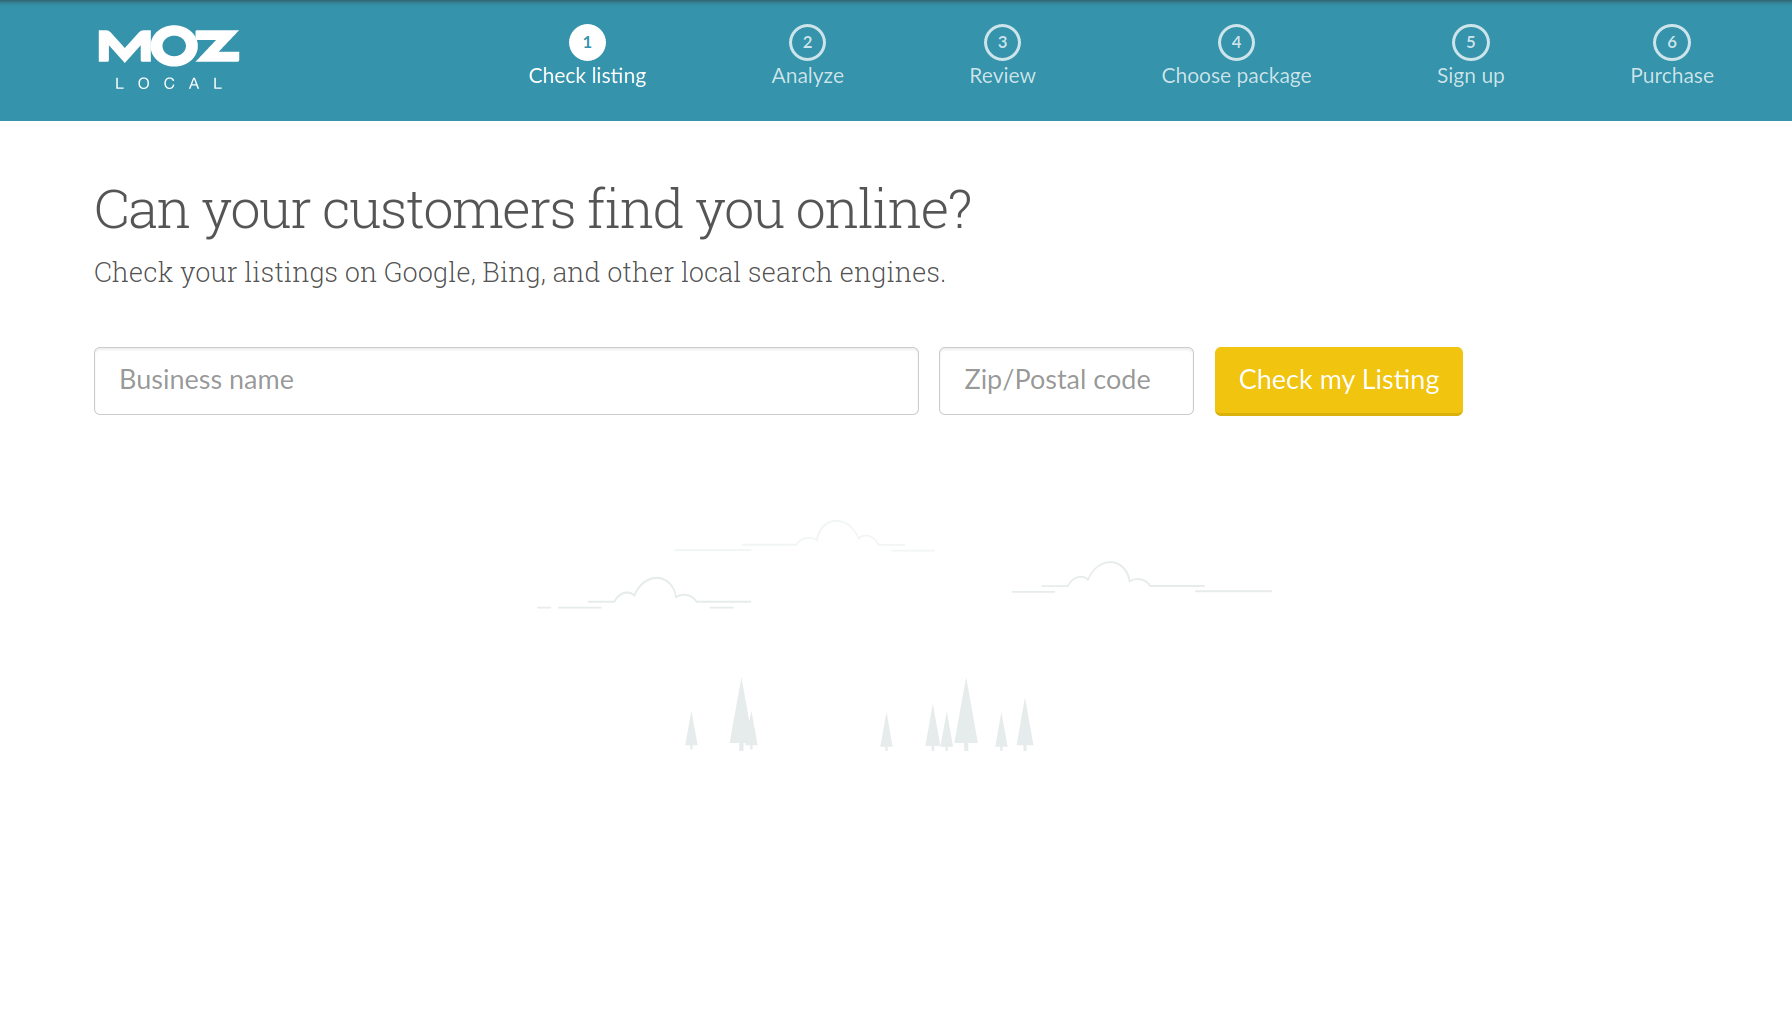 MOZ
LOCAL
1
Check listing
2
Analyze
3
Review
4
Choose package
5
Sign up
6
Purchase
Can your customers find you online?
Check your listings on Google, Bing, and other local search engines.
Business name
Zip/Postal code
Check my Listing